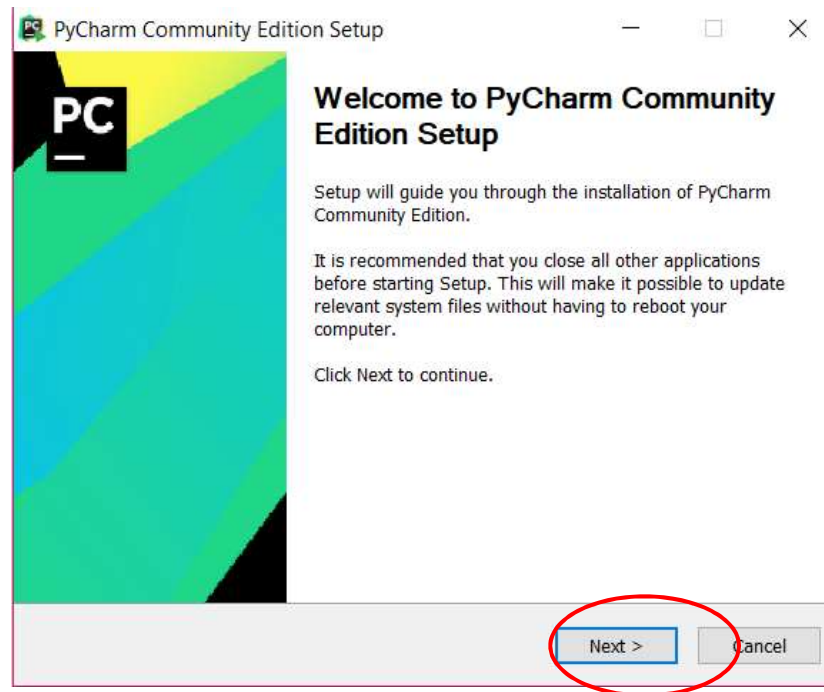 PyCharm Community Edition Setup
PC
Welcome to PyCharm Community
Edition Setup
Setup will guide you through the installation of PyCharm
Community Edition.
It is recommended that you close all other applications
before starting Setup. This will make it possible to update
relevant system files without having to reboot your
computer.
Click Next to continue.
Next >
Cancel